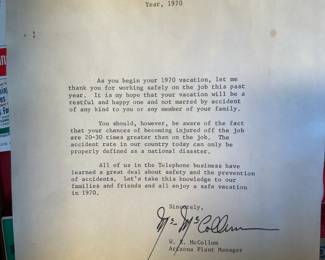 Year, 1970
As you begin your 1970 vacation, let me
thank you for working safely on the job this past
year. It is my hope that your vacation will be a
restful and happy one and not marred by accident
of any kind to you or any member of your family.
You should, however, be aware of the fact
that your chances of becoming injured off the job
are 20-30 times greater than on the job. The
accident rate in our country today can only be
properly defined as a national disaster.
All of us in the Telephone business have
learned a great deal about safety and the prevention
of accidents. Let's take this knowledge to our
families and friends and all enjoy a safe vacation
in 1970.
Sincerely,
Mc McCollum
McCollum
Arizona Plant Manager